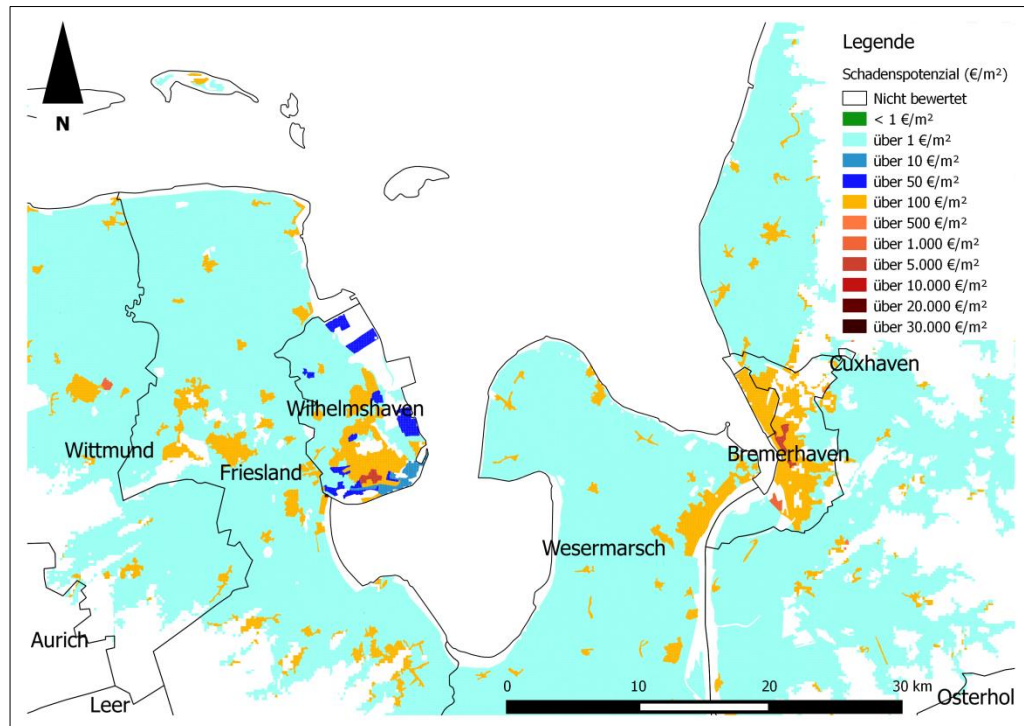 Legende
Schadenspotenzial (€/m²)
Nicht bewertet
< 1 €/m²
über 1 €/m²
über 10 €/m²
über 50 €/m²
über 100 €/m²
über 500 €/m²
über 1.000 €/m²
über 5.000 €/m²
über 10.000 €/m²
über 20.000 €/m²
über 30.000 €/m²
N
Cuxhaven
Wilhelmshaven
Wittmund
Bremerhaven
Friesland
Wesermarsch
Aurich
Leer
0 10 20 30 km
Osterhol